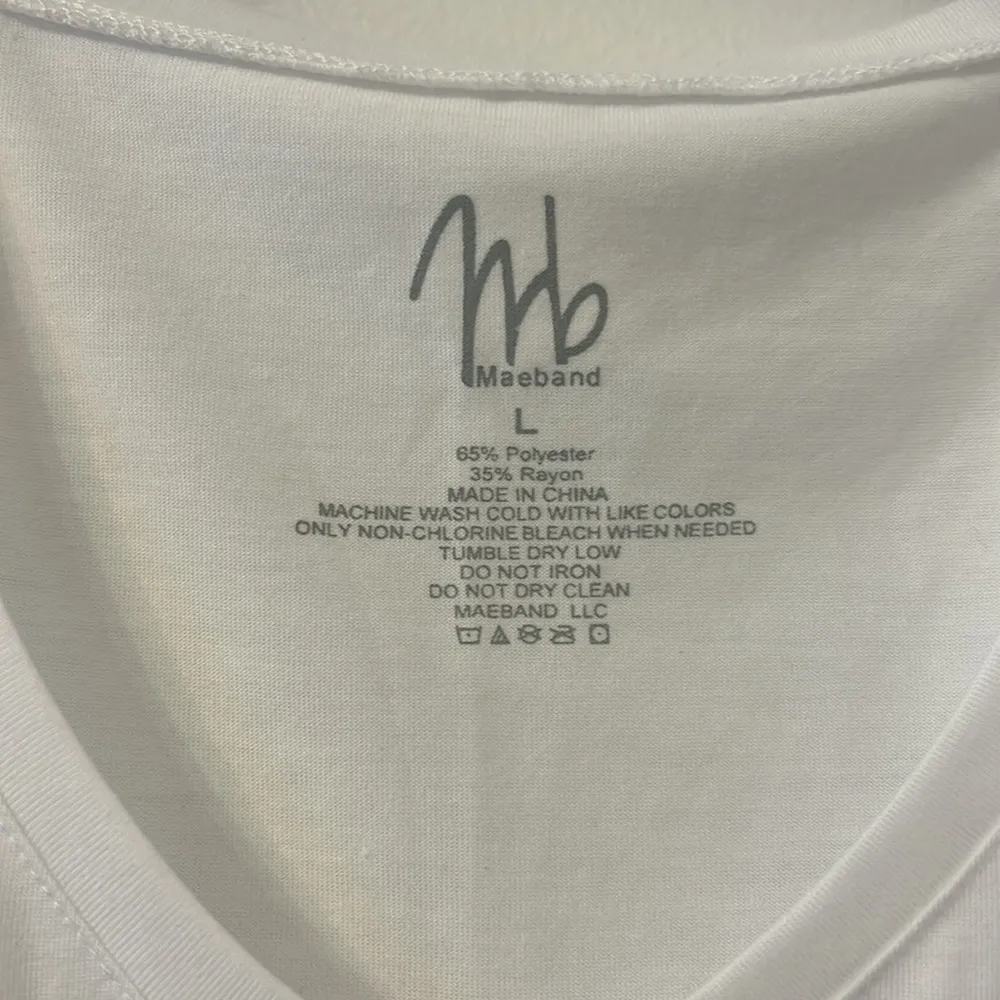 Mb
Maeband
L
65% Polyester
35% Rayon
MADE IN CHINA
MACHINE WASH COLD WITH LIKE COLORS
ONLY NON-CHLORINE BLEACH WHEN NEEDED
TUMBLE DRY LOW
DO NOT IRON
DO NOT DRY CLEAN
MAEBAND LLC